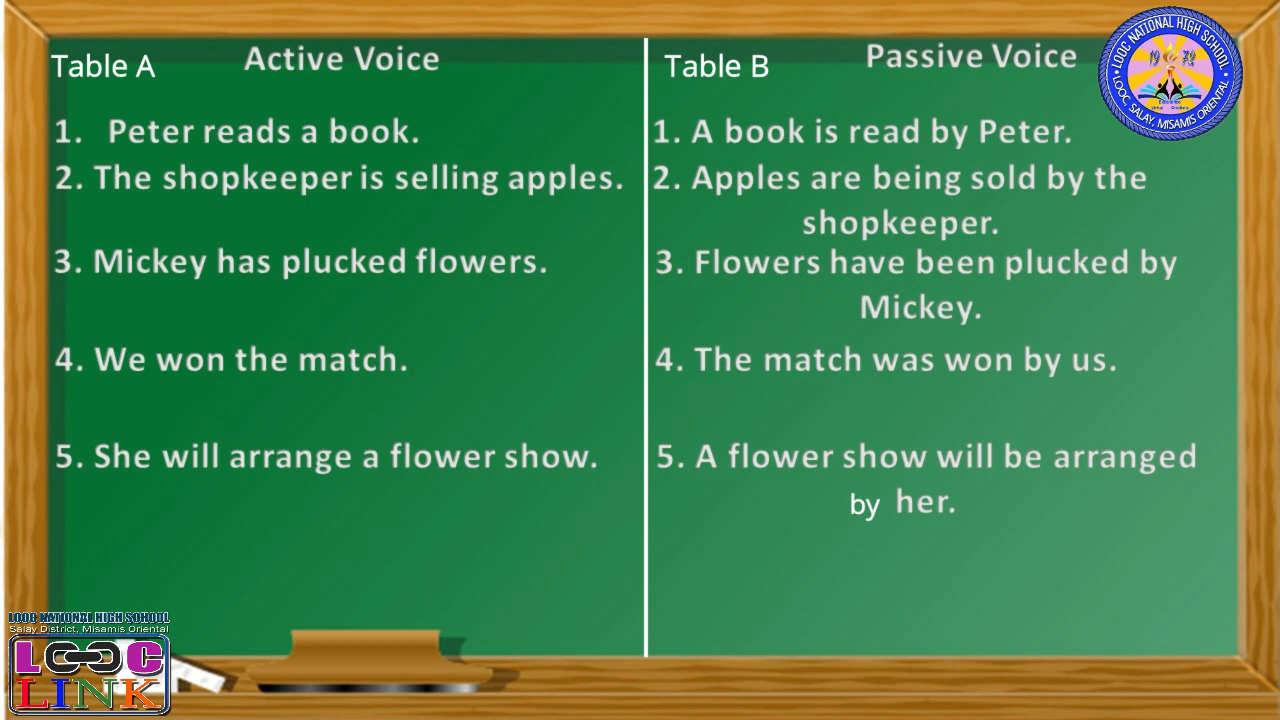 Table A
Active Voice
1. Peter reads a book.
2. The shopkeeper is selling apples.
3. Mickey has plucked flowers.
4. We won the match.
5. She will arrange a flower show.
Table B
Passive Voice
1. A book is read by Peter.
2. Apples are being sold by the
shopkeeper.
3. Flowers have been plucked by
Mickey.
4. The match was won by us.
5. A flower show will be arranged
by her.
LOOC NATIONAL HIGH SCHOOL
LOOC, SALAY, MISAMIS ORIENTAL
LOOC NATIONAL HIGH SCHOOL
Salay District, Misamis Oriental
LOOC
LINK